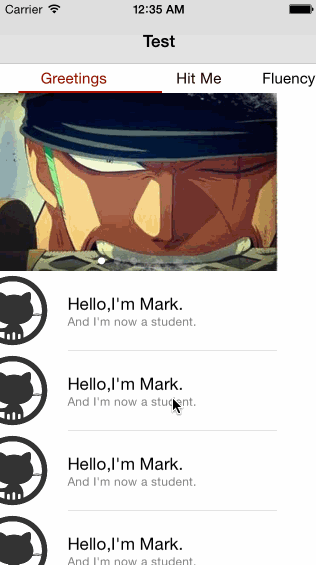 Carrier 12:35 AM
Test
Greetings Hit Me Fluency
Hello,I'm Mark.
And I'm now a student.
Hello,I'm Mark.
And I'm now a student.
Hello,I'm Mark.
And I'm now a student.
Hello,I'm Mark.
And I'm now a student.